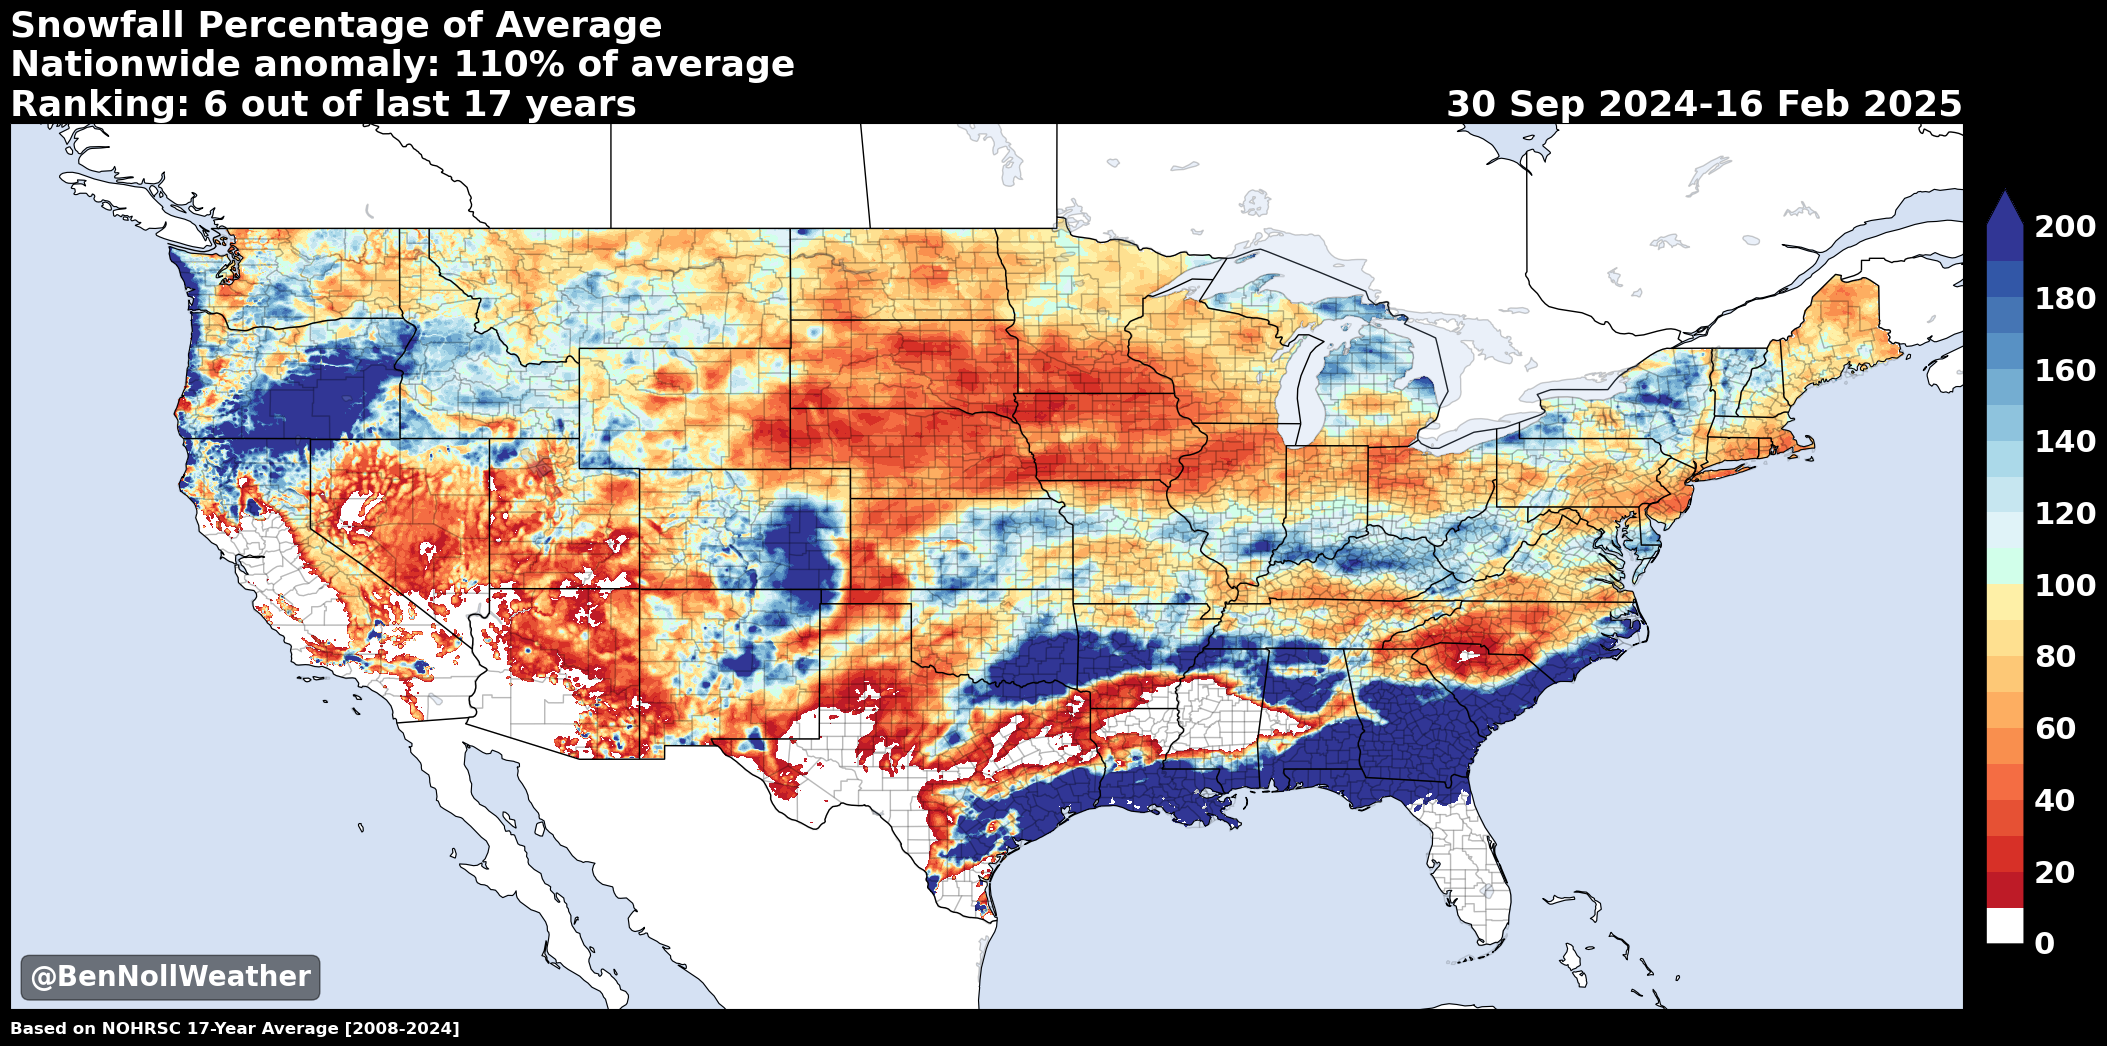 Snowfall Percentage of Average
Nationwide anomaly: 110% of average
Ranking: 6 out of last 17 years
30 Sep 2024-16 Feb 2025
200
180
160
140
120
100
80
60
40
20
0
@BenNollWeather
Based on NOHRSC 17-Year Average [2008-2024]